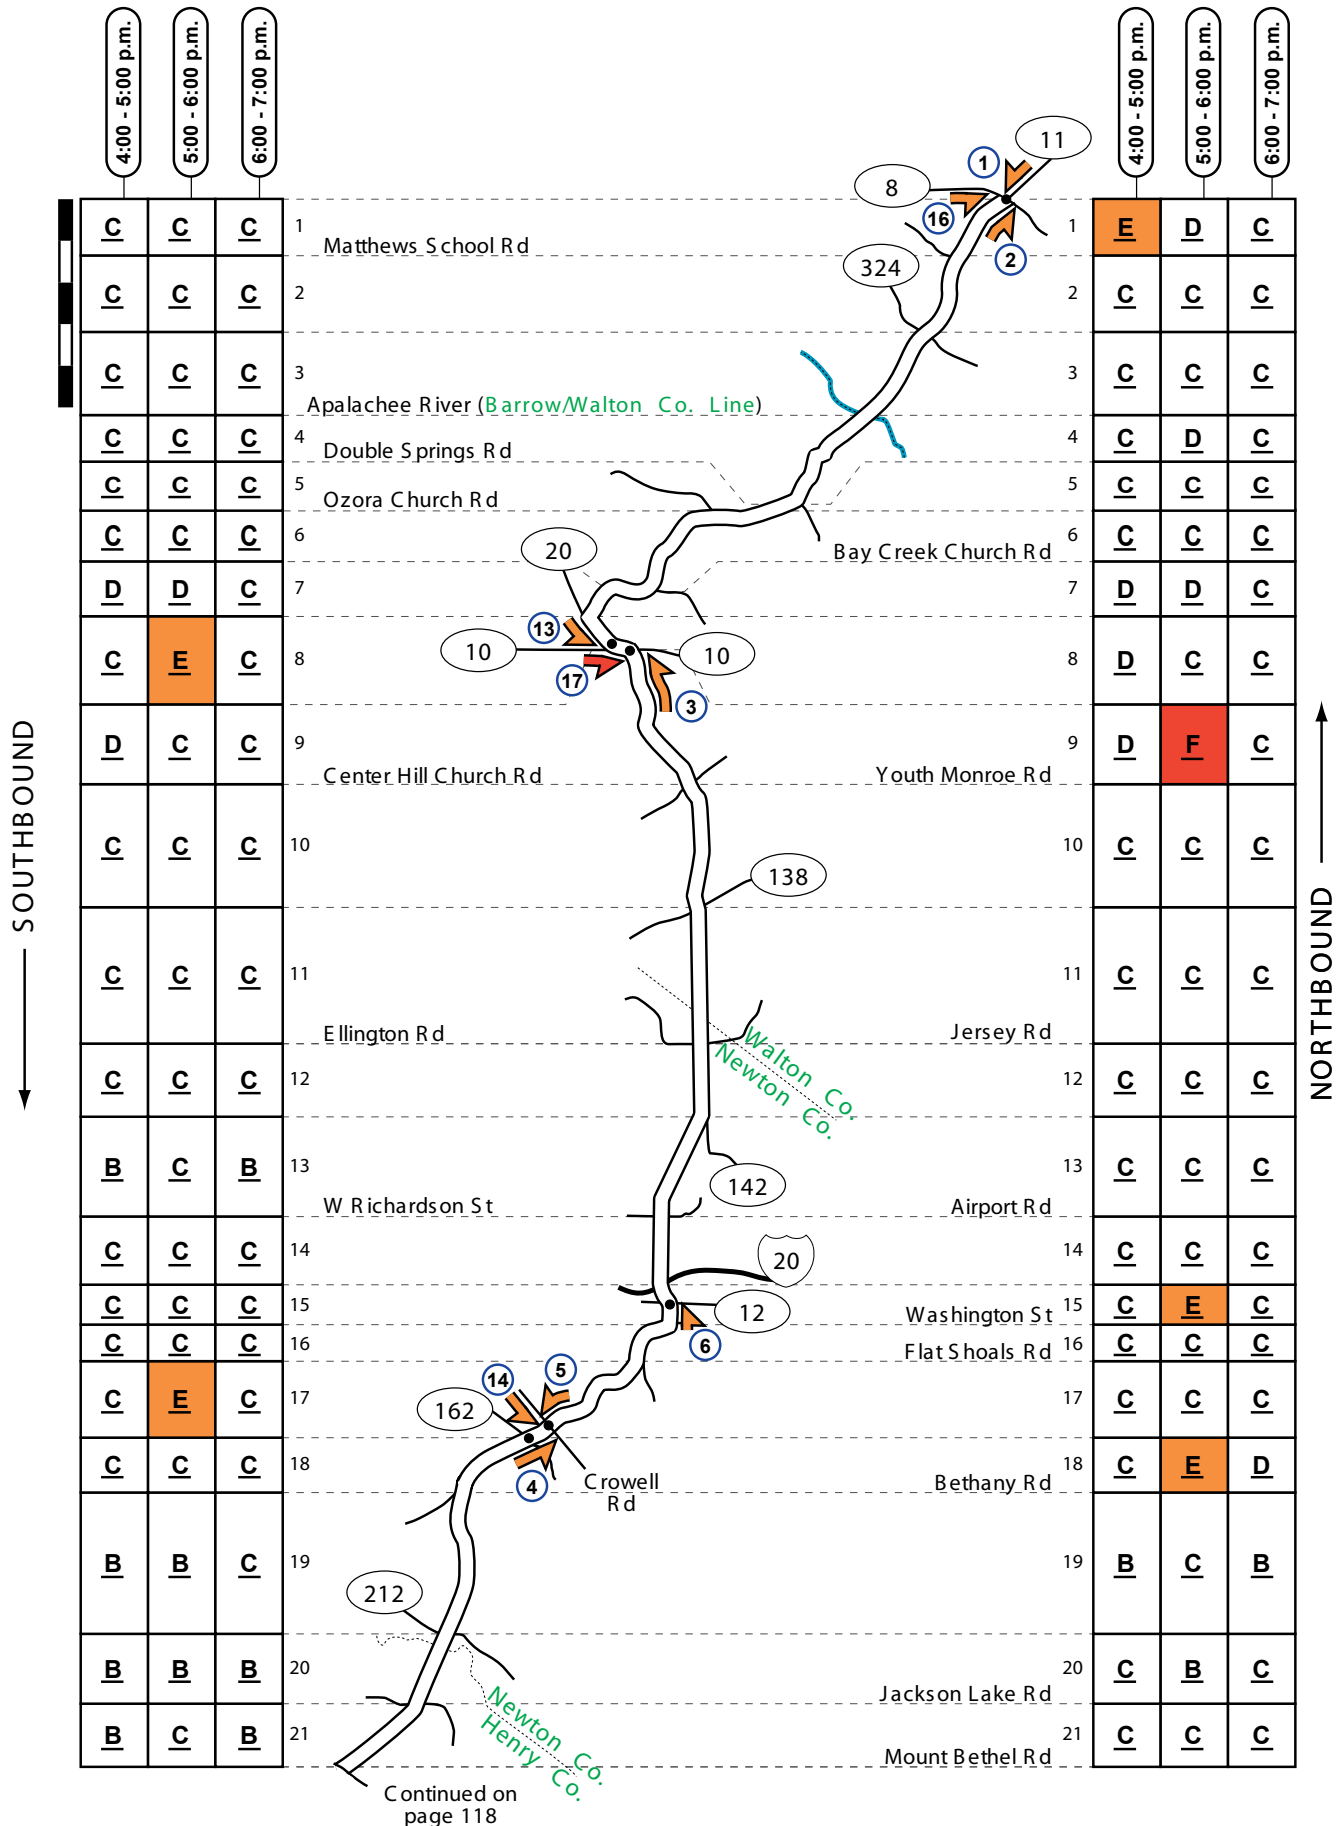 4:00 - 5:00 p.m. 5:00 - 6:00 p.m. 6:00 - 7:00 p.m. 4:00 - 5:00 p.m. 5:00 - 6:00 p.m. 6:00 - 7:00 p.m.
11
1
8
16
2
C C C 1 Matthews School Rd 1 E D C
324
C C C 2 2 C C C
C C C 3 3 C C C
Apalachee River (Barrow/Walton Co. Line)
C C C 4 Double Springs Rd 4 C D C
C C C 5 Ozora Church Rd 5 C C C
C C C 6 Bay Creek Church Rd 6 C C C
20
D D C 7 7 D D C
13
10
10
17
3
C E C 8 8 D C C
D C C 9 Center Hill Church Rd Youth Monroe Rd 9 D F C
C C C 10 10 C C C
138
C C C 11 Ellington Rd Jersey Rd 11 C C C
Walton Co.
Newton Co.
C C C 12 12 C C C
B C B 13 W Richardson St Airport Rd 13 C C C
142
C C C 14 14 C C C
20
C C C 15 Washington St 15 C E C
12
6
C C C 16 Flat Shoals Rd 16 C C C
5
14
162
C E C 17 17 C C C
C C C 18 Bethany Rd 18 C E D
4
Crowell
Rd
B B C 19 19 B C B
212
B B B 20 Jackson Lake Rd 20 C B C
Newton Co.
Henry Co.
B C B 21 Mount Bethel Rd 21 C C C
Continued on
page 118
SOUTHBOUND
NORTHBOUND